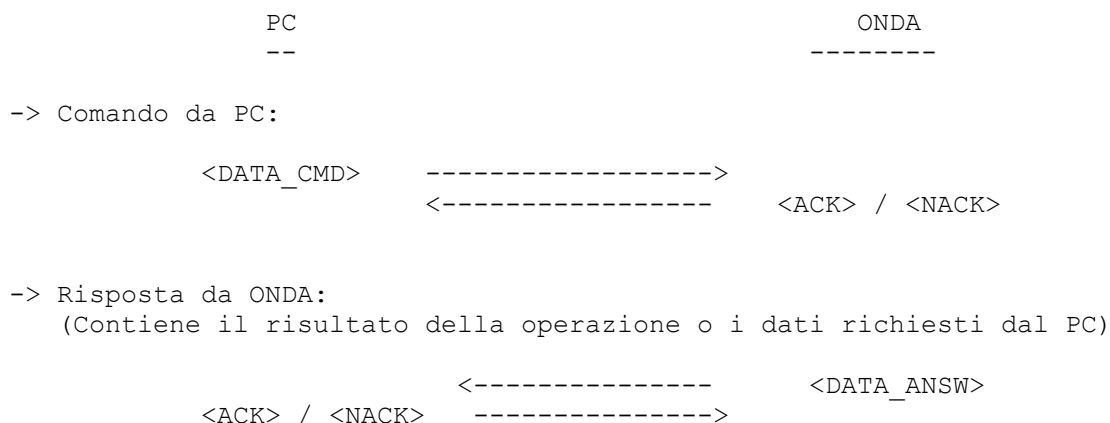 PC ONDA
-- --------
-> Comando da PC:
<DATA_CMD> ------------------>
<----------------- <ACK> / <NACK>
-> Risposta da ONDA:
(Contiene il risultato della operazione o i dati richiesti dal PC)
<--------------- <DATA_ANSW>
<ACK> / <NACK> --------------->